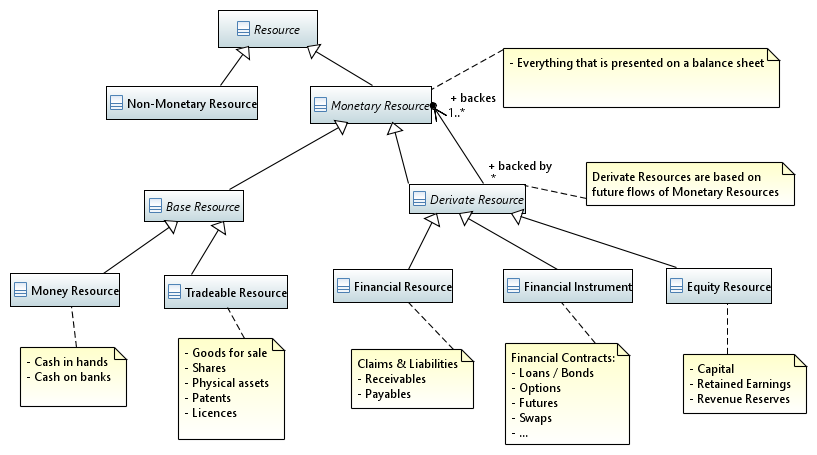 Resource
Non-Monetary Resource
Monetary Resource
- Everything that is presented on a balance sheet
+ backes
1..*
+ backed by
*
Derivate Resources are based on
future flows of Monetary Resources
Base Resource
Derivate Resource
Money Resource
Tradeable Resource
Financial Resource
Financial Instrument
Equity Resource
- Cash in hands
- Cash on banks
- Goods for sale
- Shares
- Physical assets
- Patents
- Licences
Claims & Liabilities
- Receivables
- Payables
Financial Contracts:
- Loans / Bonds
- Options
- Futures
- Swaps
- ...
- Capital
- Retained Earnings
- Revenue Reserves